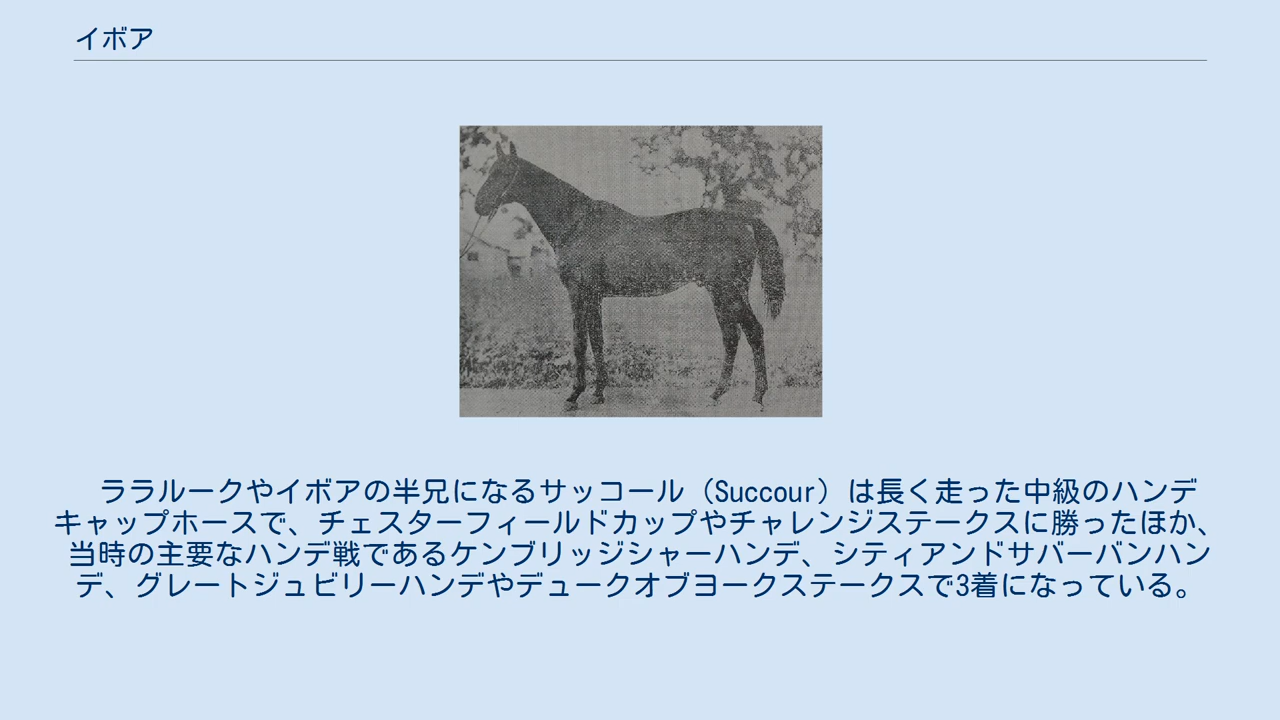 イボア
ララルークやイボアの半兄になるサッコール（Succour）は長く走った中級のハンデ
キャップホースで、チェスターフィールドカップやチャレンジステークスに勝ったほか、
当時の主要なハンデ戦であるケンブリッジシャーハンデ、シティアンドサバーバンハン
デ、グレートジュビリーハンデやデュークオブヨークステークスで3着になっている。